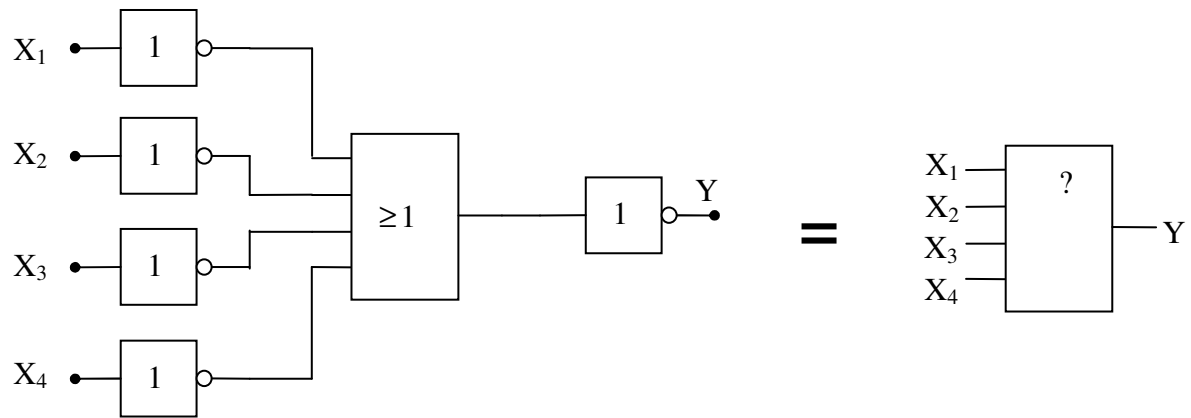 X₁ 1
X₂ 1
X₃ 1
X₄ 1
≥1
1
Y
=
X₁
X₂
X₃
X₄
?
Y